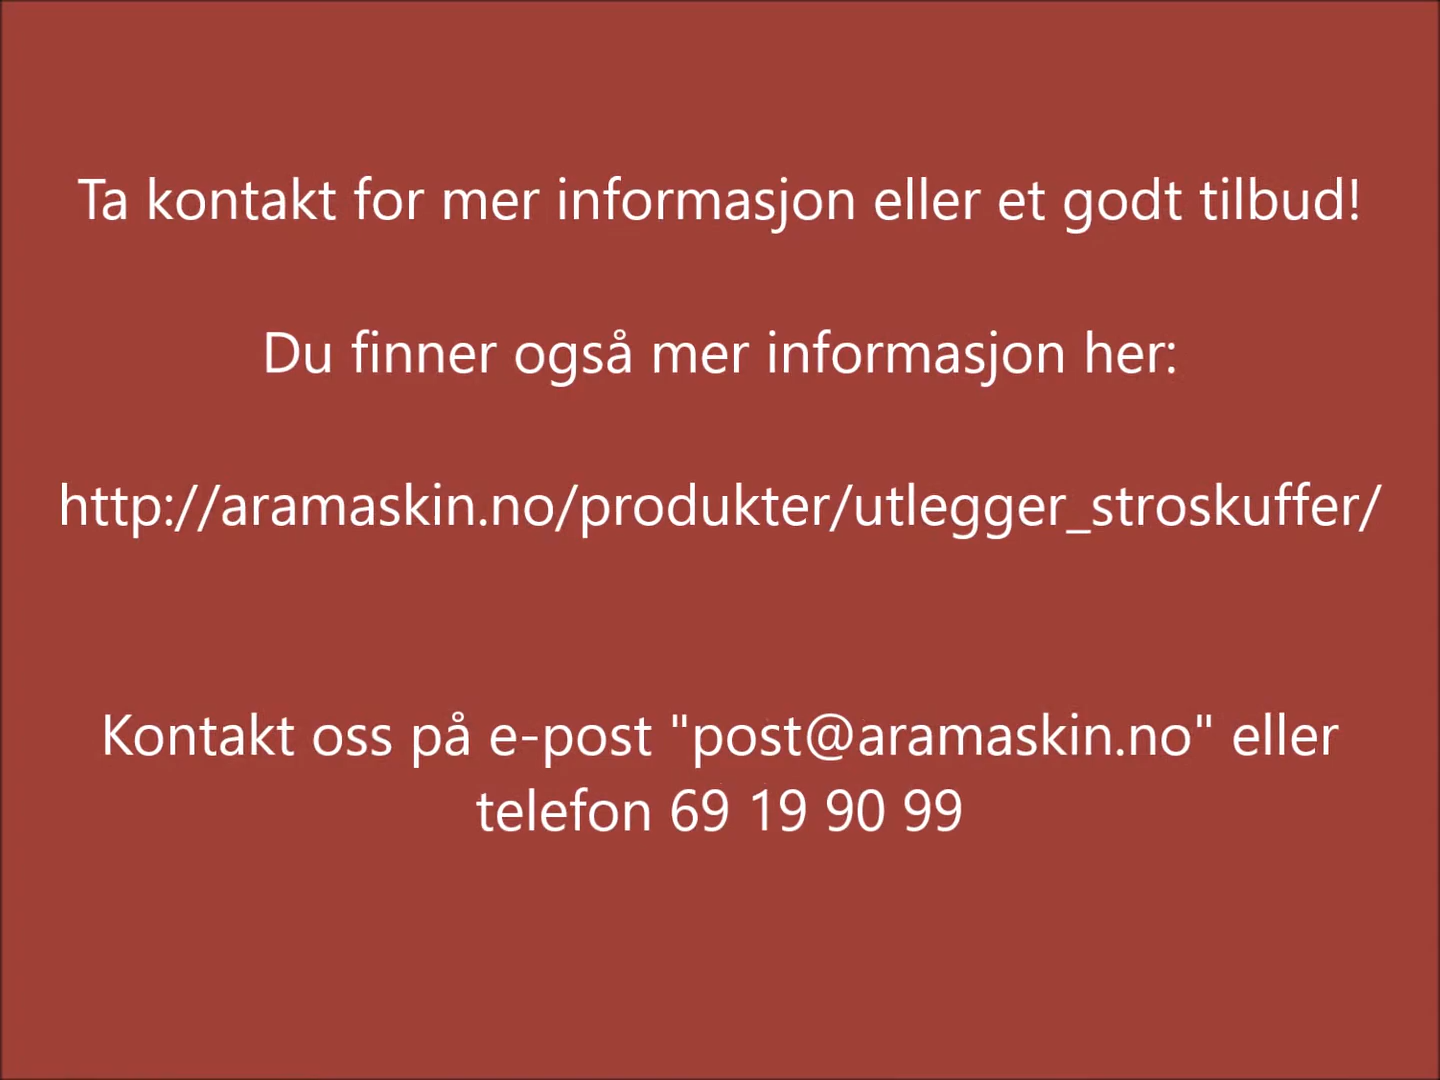 Ta kontakt for mer informasjon eller et godt tilbud!
Du finner også mer informasjon her:
http://aramaskin.no/produkter/utlegger_stroskuffer/
Kontakt oss på e-post "post@aramaskin.no" eller
telefon 69 19 90 99